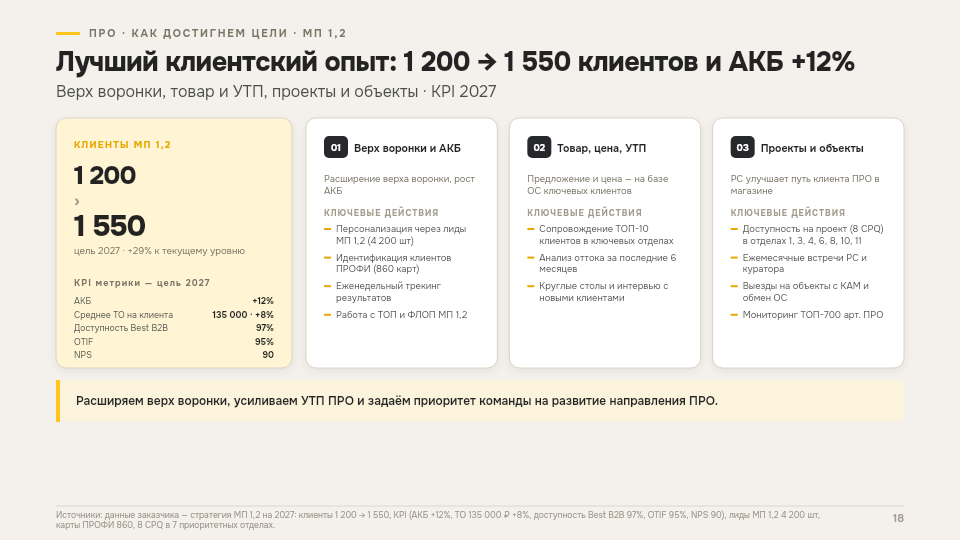 ПРО · КАК ДОСТИГНЕМ ЦЕЛИ · МП 1,2
Лучший клиентский опыт: 1 200 → 1 550 клиентов и АКБ +12%
Верх воронки, товар и УТП, проекты и объекты · KPI 2027
КЛИЕНТЫ МП 1,2
1 200
›
1 550
цель 2027 · +29% к текущему уровню
KPI метрики — цель 2027
АКБ +12%
Среднее ТО на клиента 135 000 · +8%
Доступность Best B2B 97%
OTIF 95%
NPS 90
01 Верх воронки и АКБ
Расширение верха воронки, рост
АКБ
КЛЮЧЕВЫЕ ДЕЙСТВИЯ
Персонализация через лиды
МП 1,2 (4 200 шт)
Идентификация клиентов
ПРОФИ (860 карт)
Еженедельный трекинг
результатов
Работа с ТОП и ФЛОП МП 1,2
02 Товар, цена, УТП
Предложение и цена — на базе
ОС ключевых клиентов
КЛЮЧЕВЫЕ ДЕЙСТВИЯ
Сопровождение ТОП-10
клиентов в ключевых отделах
Анализ оттока за последние 6
месяцев
Круглые столы и интервью с
новыми клиентами
03 Проекты и объекты
РС улучшает путь клиента ПРО в
магазине
КЛЮЧЕВЫЕ ДЕЙСТВИЯ
Доступность на проект (8 CPQ)
в отделах 1, 3, 4, 6, 8, 10, 11
Ежемесячные встречи РС и
куратора
Выезды на объекты с КАМ и
обмен ОС
Мониторинг ТОП-700 арт. ПРО
Расширяем верх воронки, усиливаем УТП ПРО и задаём приоритет команды на развитие направления ПРО.
Источники: данные заказчика — стратегия МП 1,2 на 2027: клиенты 1 200 → 1 550, KPI (АКБ +12%, ТО 135 000 ₽ +8%, доступность Best B2B 97%, OTIF 95%, NPS 90), лиды МП 1,2 4 200 шт,
карты ПРОФИ 860, 8 CPQ в 7 приоритетных отделах.
18